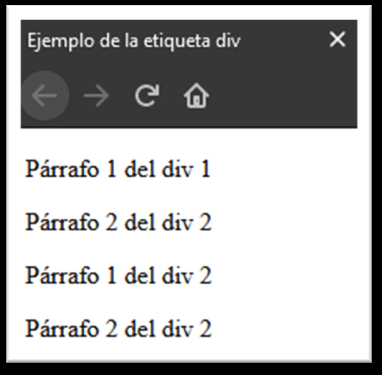 Ejemplo de la etiqueta div
Párrafo 1 del div 1
Párrafo 2 del div 2
Párrafo 1 del div 2
Párrafo 2 del div 2